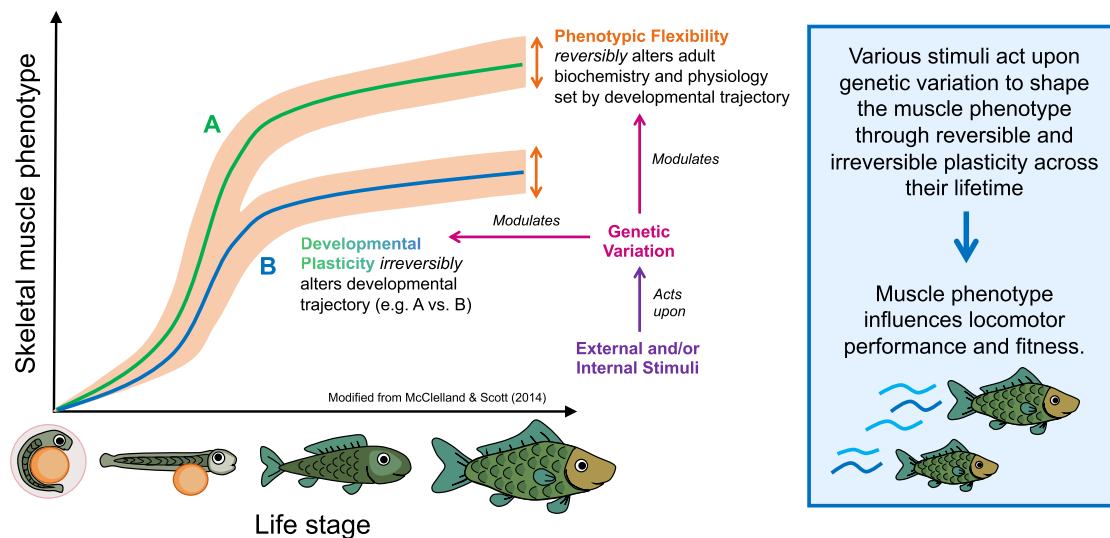 Skeletal muscle phenotype
A
B
Phenotypic Flexibility
reversibly alters adult
biochemistry and physiology
set by developmental trajectory
Modulates
Modulates
Genetic
Variation
Developmental
Plasticity irreversibly
alters developmental
trajectory (e.g. A vs. B)
Acts
upon
External and/or
Internal Stimuli
Modified from McClelland & Scott (2014)
Life stage
Various stimuli act upon
genetic variation to shape
the muscle phenotype
through reversible and
irreversible plasticity across
their lifetime
Muscle phenotype
influences locomotor
performance and fitness.